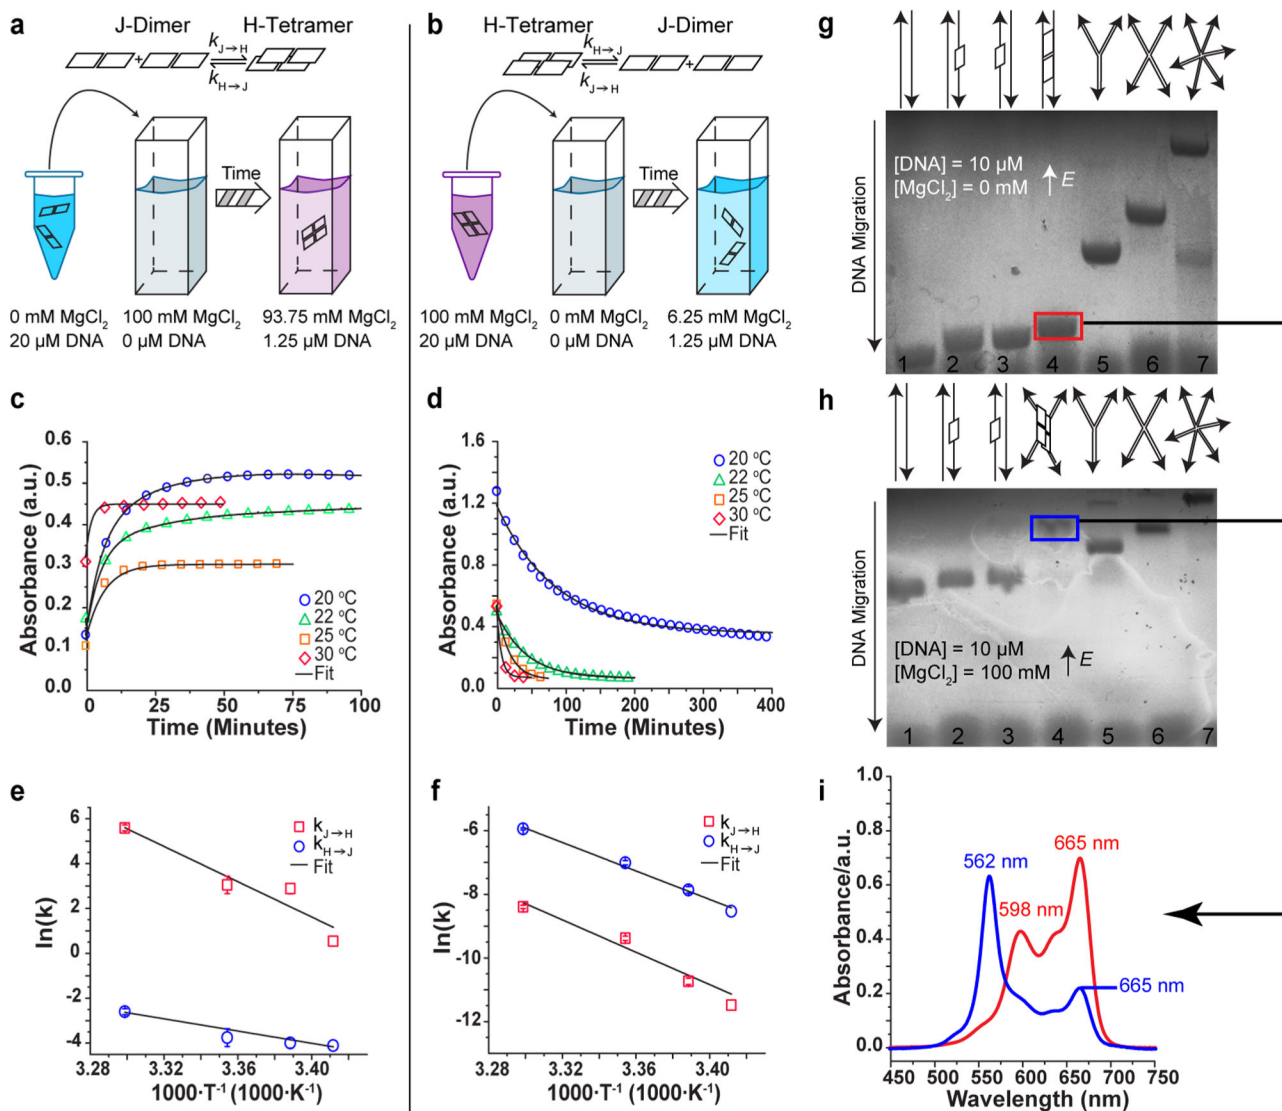 a
J-Dimer
H-Tetramer
+
k J→H
k H→J
Time
0 mM MgCl₂
20 µM DNA
100 mM MgCl₂
0 µM DNA
93.75 mM MgCl₂
1.25 µM DNA
b
H-Tetramer
J-Dimer
k H→J
k J→H
+
Time
100 mM MgCl₂
20 µM DNA
0 mM MgCl₂
0 µM DNA
6.25 mM MgCl₂
1.25 µM DNA
c
Absorbance (a.u.)
0.6
0.5
0.4
0.3
0.2
0.1
0.0
20 ºC
22 ºC
25 ºC
30 ºC
Fit
0 25 50 75 100
Time (Minutes)
d
Absorbance (a.u.)
1.6
1.2
0.8
0.4
0.0
20 ºC
22 ºC
25 ºC
30 ºC
Fit
0 100 200 300 400
Time (Minutes)
e
ln(k)
6
5
3
2
0
-2
-4
k J→H
k H→J
Fit
3.28 3.32 3.36 3.40
1000·T⁻¹ (1000·K⁻¹)
f
ln(k)
-6
-8
-10
-12
k J→H
k H→J
Fit
3.28 3.32 3.36 3.40
1000·T⁻¹ (1000·K⁻¹)
g
DNA Migration
[DNA] = 10 µM
[MgCl₂] = 0 mM
E
1 2 3 4 5 6 7
h
DNA Migration
[DNA] = 10 µM
[MgCl₂] = 100 mM
E
1 2 3 4 5 6 7
i
Absorbance/a.u.
1.0
0.8
0.6
0.4
0.2
0.0
562 nm
665 nm
598 nm
665 nm
450 500 550 600 650 700 750
Wavelength (nm)